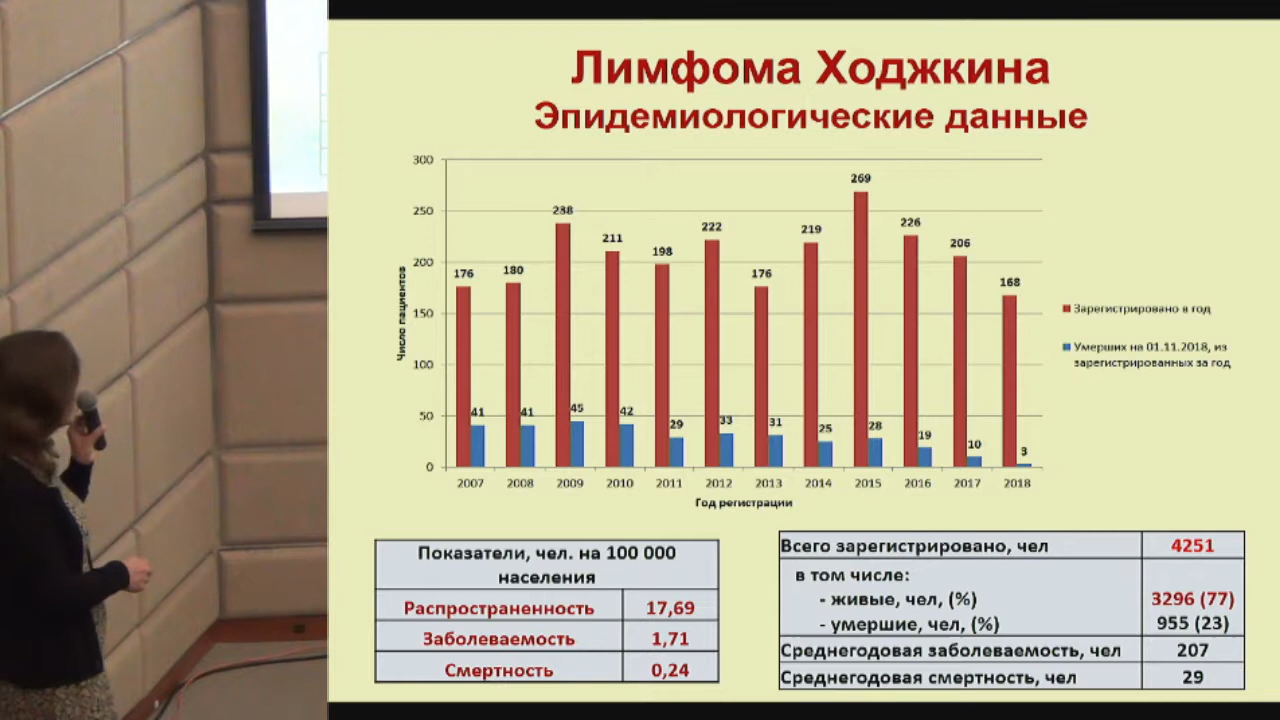 Лимфома Ходжкина
Эпидемиологические данные
300
250
200
150
100
50
0
Число пациентов
176
180
238
211
198
222
176
219
269
226
206
168
41
41
45
42
29
33
31
25
28
19
10
3
2007
2008
2009
2010
2011
2012
2013
2014
2015
2016
2017
2018
Год регистрации
Зарегистрировано в год
Умерших на 01.11.2018, из
зарегистрированных за год
Показатели, чел. на 100 000
населения
Распространенность 17,69
Заболеваемость 1,71
Смертность 0,24
Всего зарегистрировано, чел 4251
в том числе:
- живые, чел, (%) 3296 (77)
- умершие, чел, (%) 955 (23)
Среднегодовая заболеваемость, чел 207
Среднегодовая смертность, чел 29